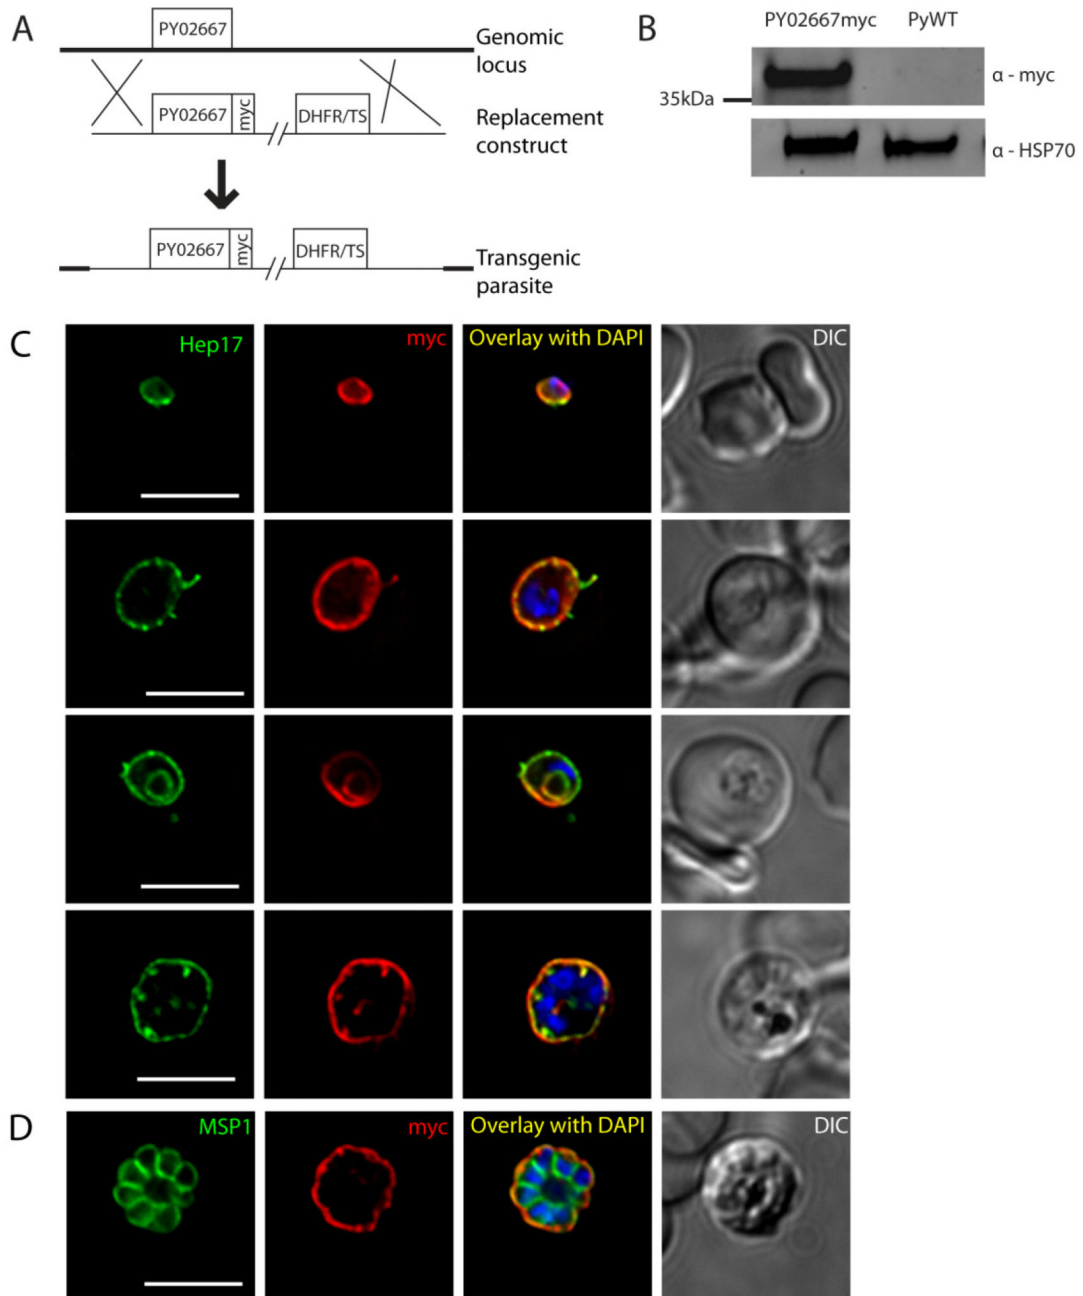 A
PY02667
Genomic
locus
PY02667
myc
DHFR/TS
Replacement
construct
PY02667
myc
DHFR/TS
Transgenic
parasite
B
PY02667myc
PyWT
α - myc
35kDa
α - HSP70
C
Hep17
myc
Overlay with DAPI
DIC
D
MSP1
myc
Overlay with DAPI
DIC